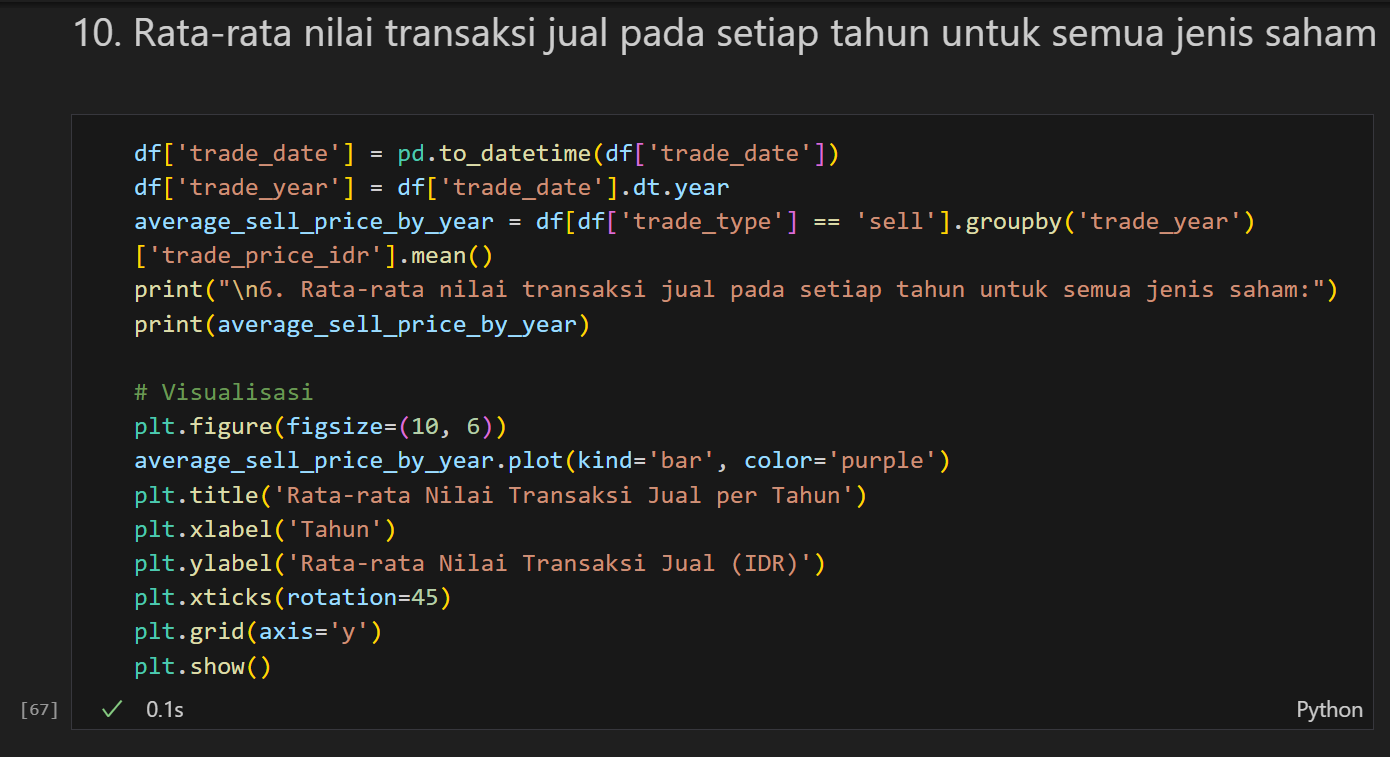 10. Rata-rata nilai transaksi jual pada setiap tahun untuk semua jenis saham
df['trade_date'] = pd.to_datetime(df['trade_date'])
df['trade_year'] = df['trade_date'].dt.year
average_sell_price_by_year = df[df['trade_type'] == 'sell'].groupby('trade_year')
['trade_price_idr'].mean()
print("\n6. Rata-rata nilai transaksi jual pada setiap tahun untuk semua jenis saham:")
print(average_sell_price_by_year)
# Visualisasi
plt.figure(figsize=(10, 6))
average_sell_price_by_year.plot(kind='bar', color='purple')
plt.title('Rata-rata Nilai Transaksi Jual per Tahun')
plt.xlabel('Tahun')
plt.ylabel('Rata-rata Nilai Transaksi Jual (IDR)')
plt.xticks(rotation=45)
plt.grid(axis='y')
plt.show()
[67] ✓ 0.1s Python